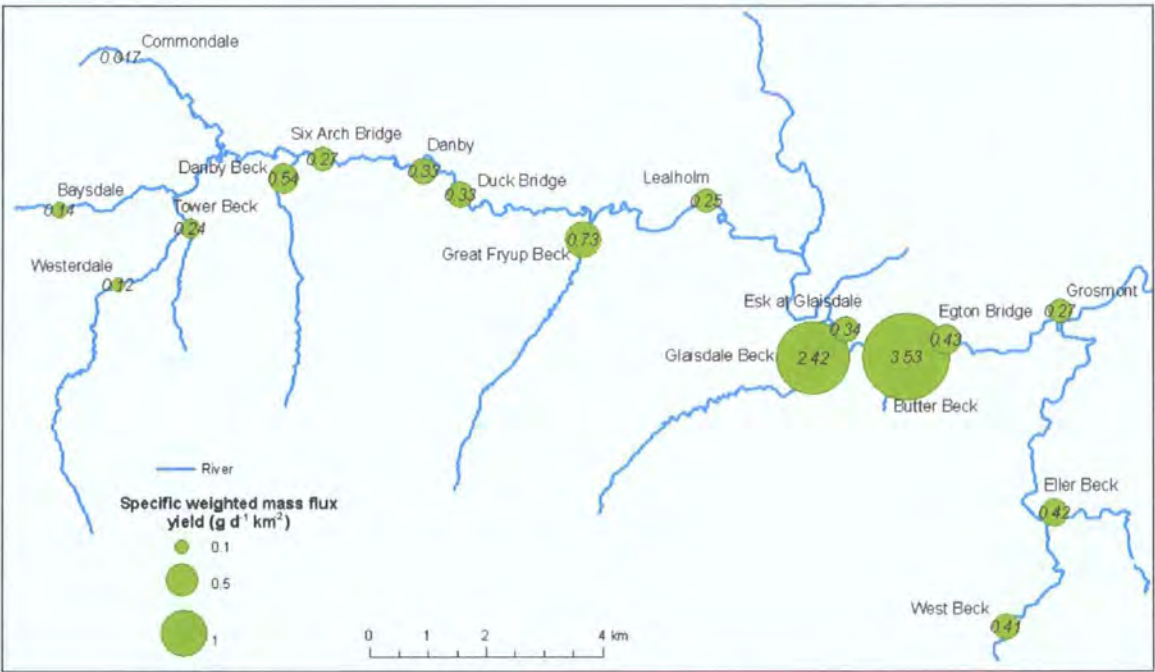 Commondale
0.017
Six Arch Bridge
0.27
Danby
0.33
Danby Beck
0.54
Duck Bridge
0.33
Lealholm
0.25
Baysdale
0.14
Tower Beck
0.24
Great Fryup Beck
0.73
Westerdale
0.12
Esk at Glaisdale
0.34
Egton Bridge
0.43
Grosmont
0.27
Glaisdale Beck
2.42
3.53
Butter Beck
River
Specific weighted mass flux
yield (g d⁻¹ km²)
0.1
0.5
1
Eller Beck
0.42
West Beck
0.41
0 1 2 4 km